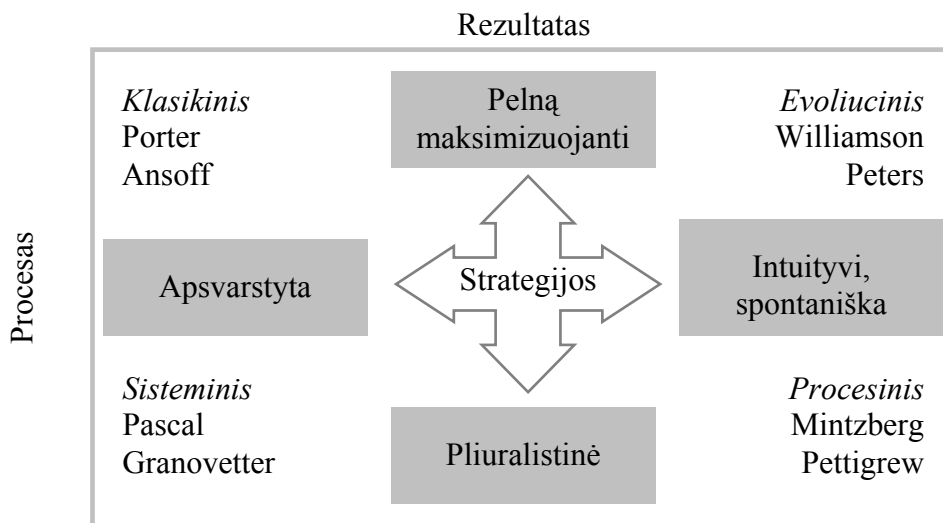 Rezultatas
Klasikinis
Porter
Ansoff
Pelną
maksimizuojanti
Evoliucinis
Williamson
Peters
Procesas
Apsvarstyta
Strategijos
Intuityvi,
spontaniška
Sisteminis
Pascal
Granovetter
Pliuralistinė
Procesinis
Mintzberg
Pettigrew